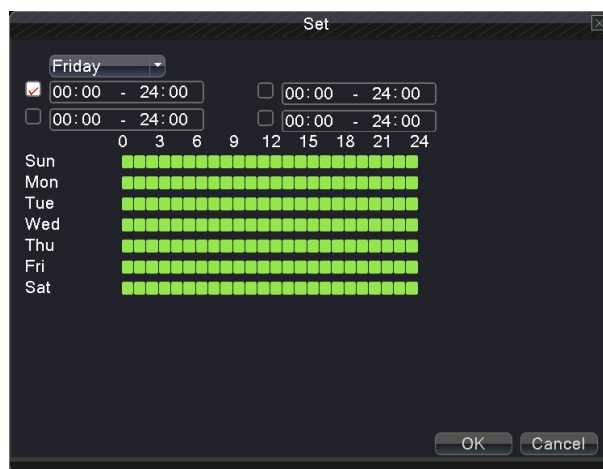 Set
Friday
00:00 - 24:00 00:00 - 24:00
00:00 - 24:00 00:00 - 24:00
0 3 6 9 12 15 18 21 24
Sun
Mon
Tue
Wed
Thu
Fri
Sat
OK Cancel